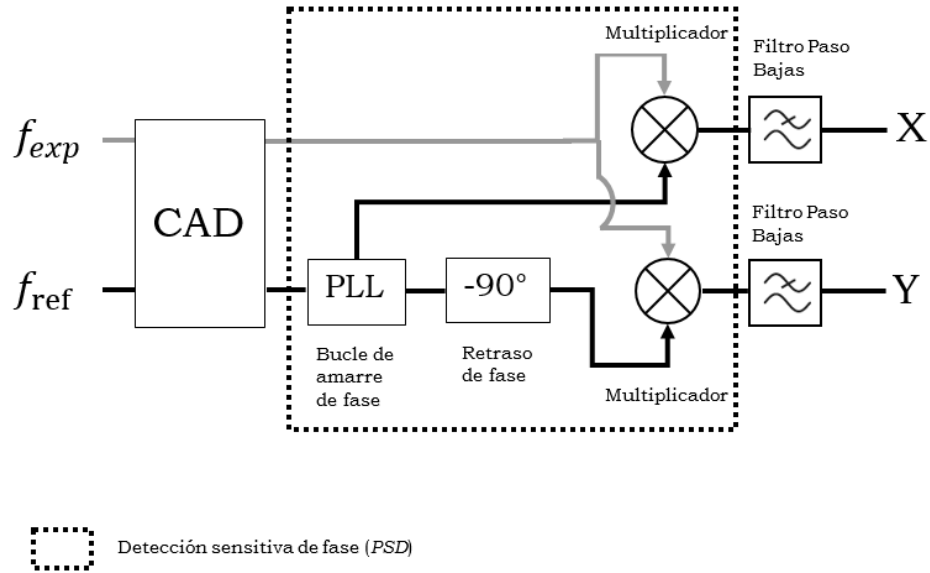 Multiplicador
Filtro Paso
Bajas
f_exp
X
CAD
Filtro Paso
Bajas
f_ref
PLL
-90°
Y
Bucle de
amarre
de fase
Retraso
de fase
Multiplicador
Detección sensitiva de fase (PSD)